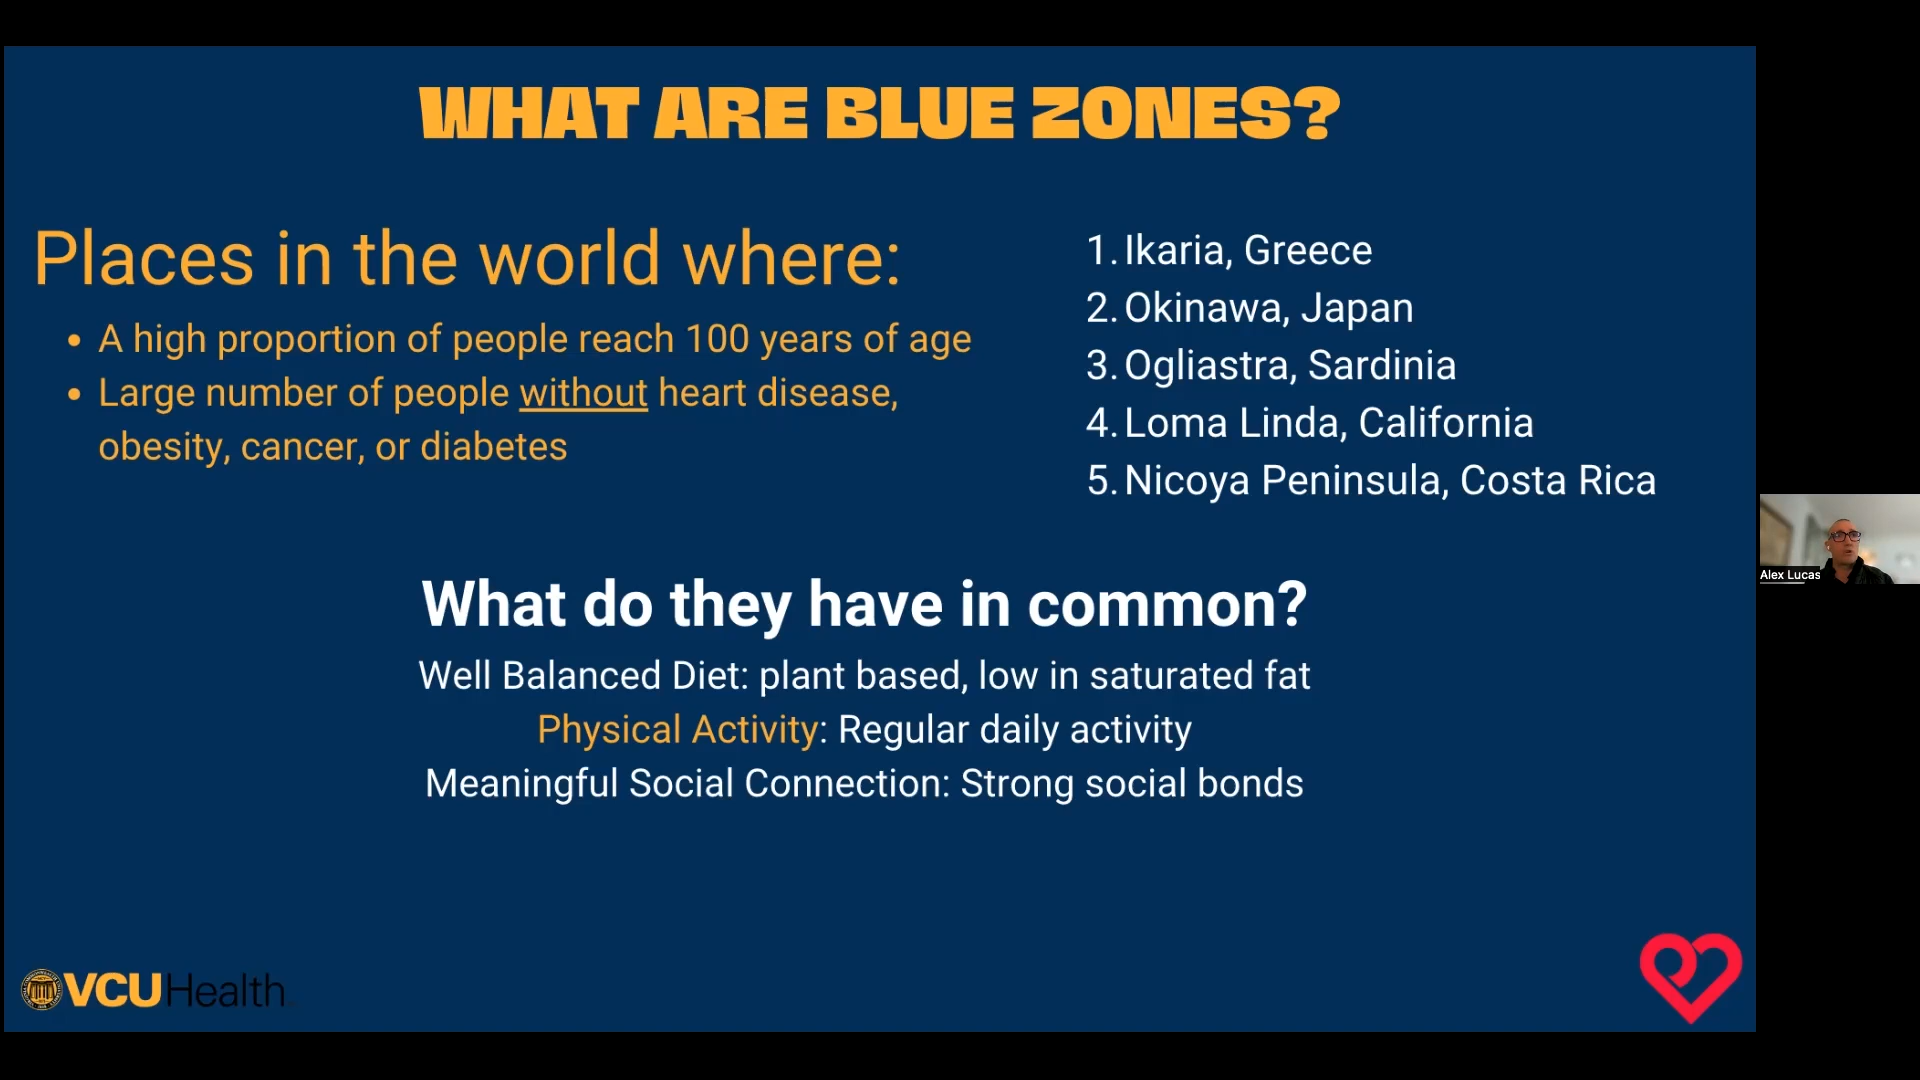 WHAT ARE BLUE ZONES?
Places in the world where:
• A high proportion of people reach 100 years of age
• Large number of people without heart disease,
obesity, cancer, or diabetes
1. Ikaria, Greece
2. Okinawa, Japan
3. Ogliastra, Sardinia
4. Loma Linda, California
5. Nicoya Peninsula, Costa Rica
What do they have in common?
Well Balanced Diet: plant based, low in saturated fat
Physical Activity: Regular daily activity
Meaningful Social Connection: Strong social bonds
VCUHealth
Alex Lucas